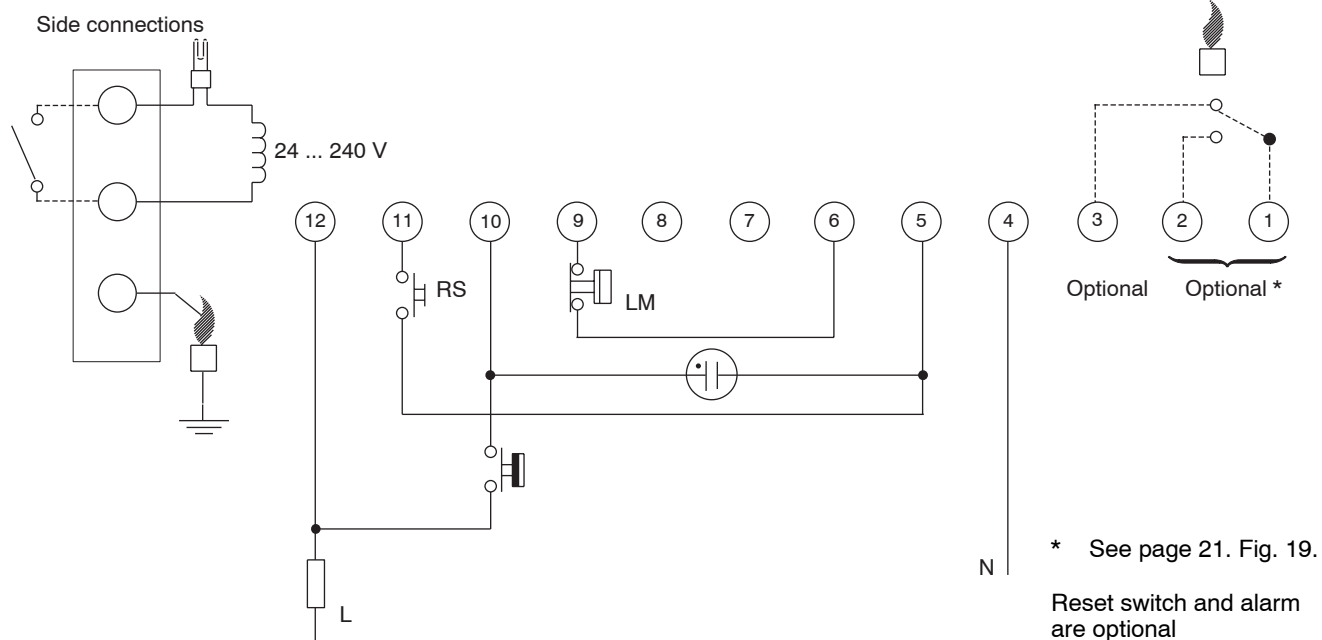 Side connections
24 ... 240 V
12 11 10 9 8 7 6 5 4 3 2 1
RS
LM
Optional Optional *
N
L
* See page 21. Fig. 19.
Reset switch and alarm
are optional